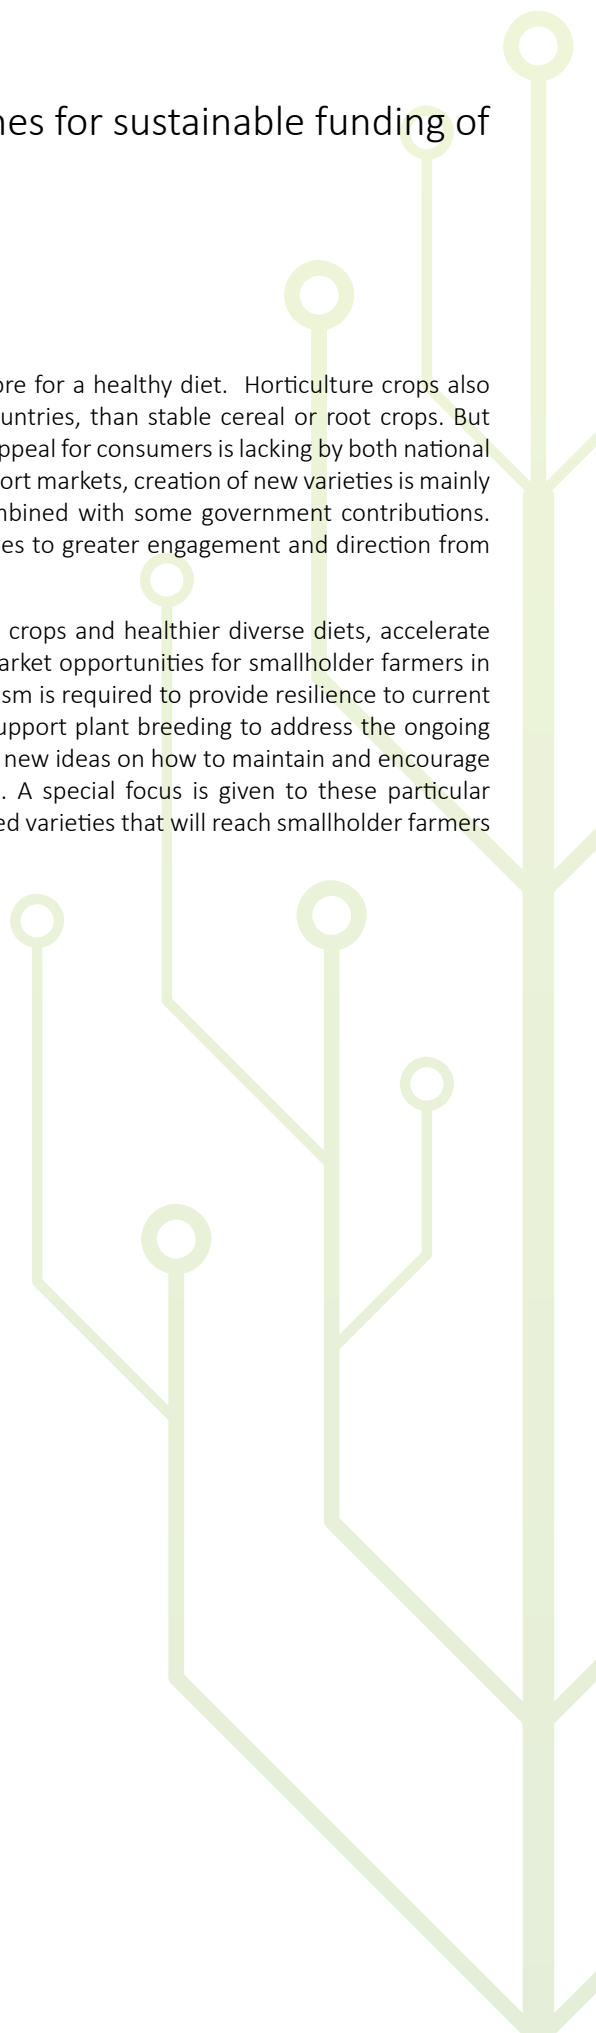 nes for sustainable funding of
ore for a healthy diet. Horticulture crops also
untries, than stable cereal or root crops. But
ppeal for consumers is lacking by both national
ort markets, creation of new varieties is mainly
mbined with some government contributions.
es to greater engagement and direction from
crops and healthier diverse diets, accelerate
arket opportunities for smallholder farmers in
sm is required to provide resilience to current
upport plant breeding to address the ongoing
new ideas on how to maintain and encourage
. A special focus is given to these particular
ed varieties that will reach smallholder farmers